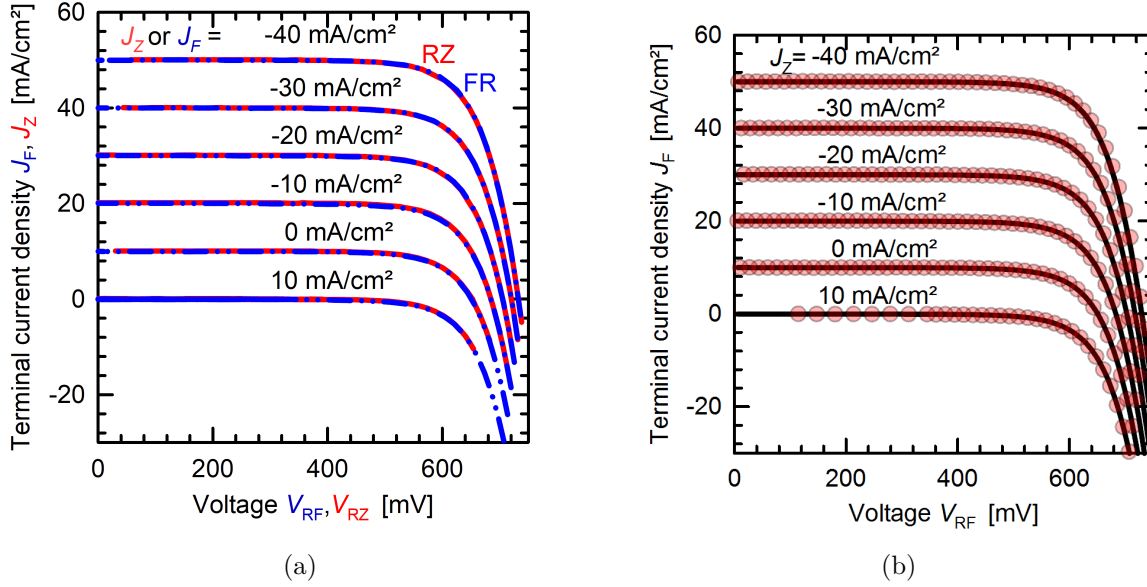 Terminal current density J_F, J_Z [mA/cm²]
60
40
20
0
-20
J_Z or J_F = -40 mA/cm²
RZ
FR
-30 mA/cm²
-20 mA/cm²
-10 mA/cm²
0 mA/cm²
10 mA/cm²
0 200 400 600
Voltage V_RF, V_RZ [mV]
(a)
Terminal current density J_F [mA/cm²]
60
40
20
0
-20
J_Z= -40 mA/cm²
-30 mA/cm²
-20 mA/cm²
-10 mA/cm²
0 mA/cm²
10 mA/cm²
0 200 400 600
Voltage V_RF [mV]
(b)